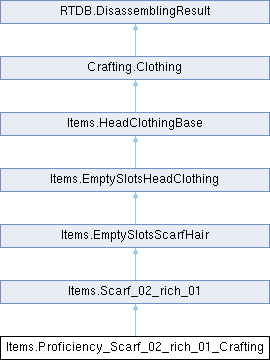 RTDB.DisassemblingResult
Crafting.Clothing
Items.HeadClothingBase
Items.EmptySlotsHeadClothing
Items.EmptySlotsScarfHair
Items.Scarf_02_rich_01
Items.Proficiency_Scarf_02_rich_01_Crafting